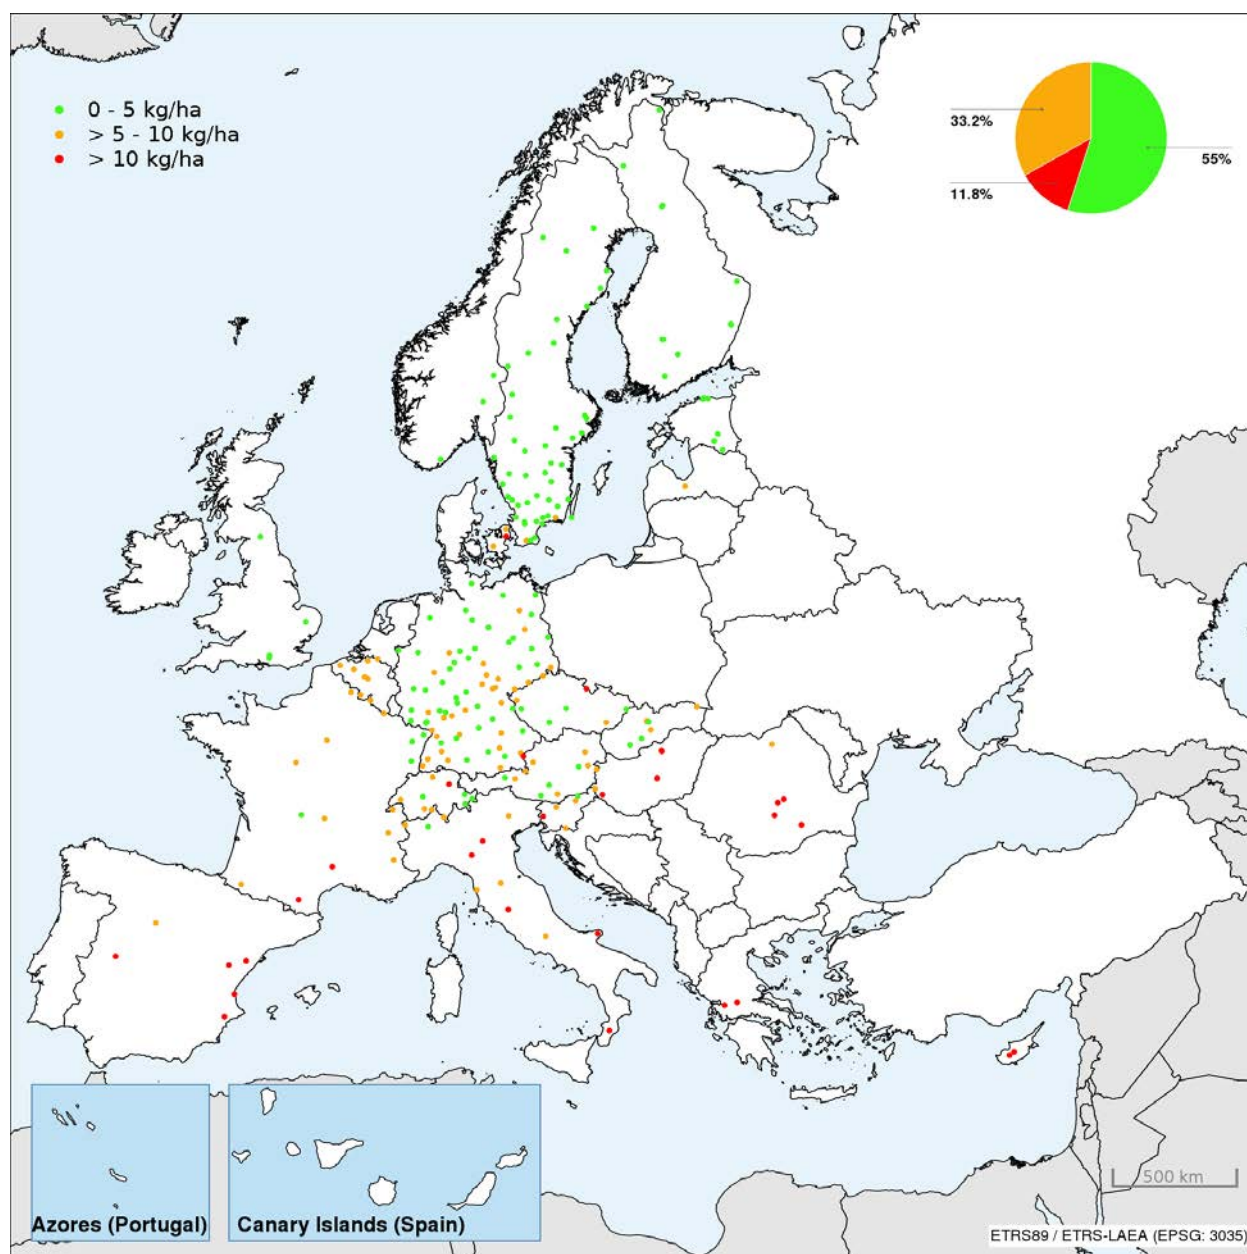 0 - 5 kg/ha
> 5 - 10 kg/ha
> 10 kg/ha
33.2%
55%
11.8%
500 km
Azores (Portugal)
Canary Islands (Spain)
ETRS89 / ETRS-LAEA (EPSG: 3035)